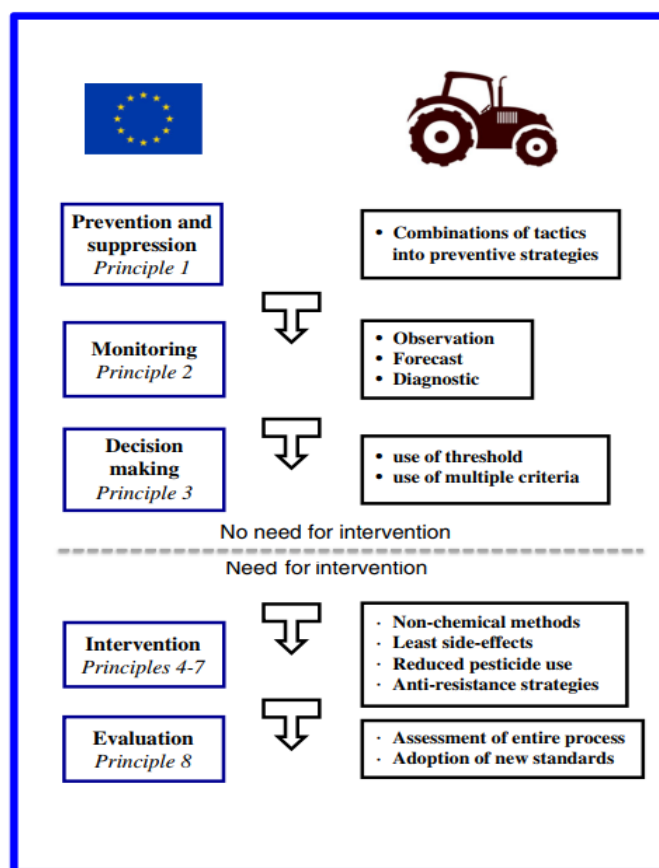 Prevention and
suppression
Principle 1
• Combinations of tactics
into preventive strategies
Monitoring
Principle 2
• Observation
• Forecast
• Diagnostic
Decision
making
Principle 3
• use of threshold
• use of multiple criteria
No need for intervention
Need for intervention
Intervention
Principles 4-7
· Non-chemical methods
· Least side-effects
· Reduced pesticide use
· Anti-resistance strategies
Evaluation
Principle 8
· Assessment of entire process
· Adoption of new standards